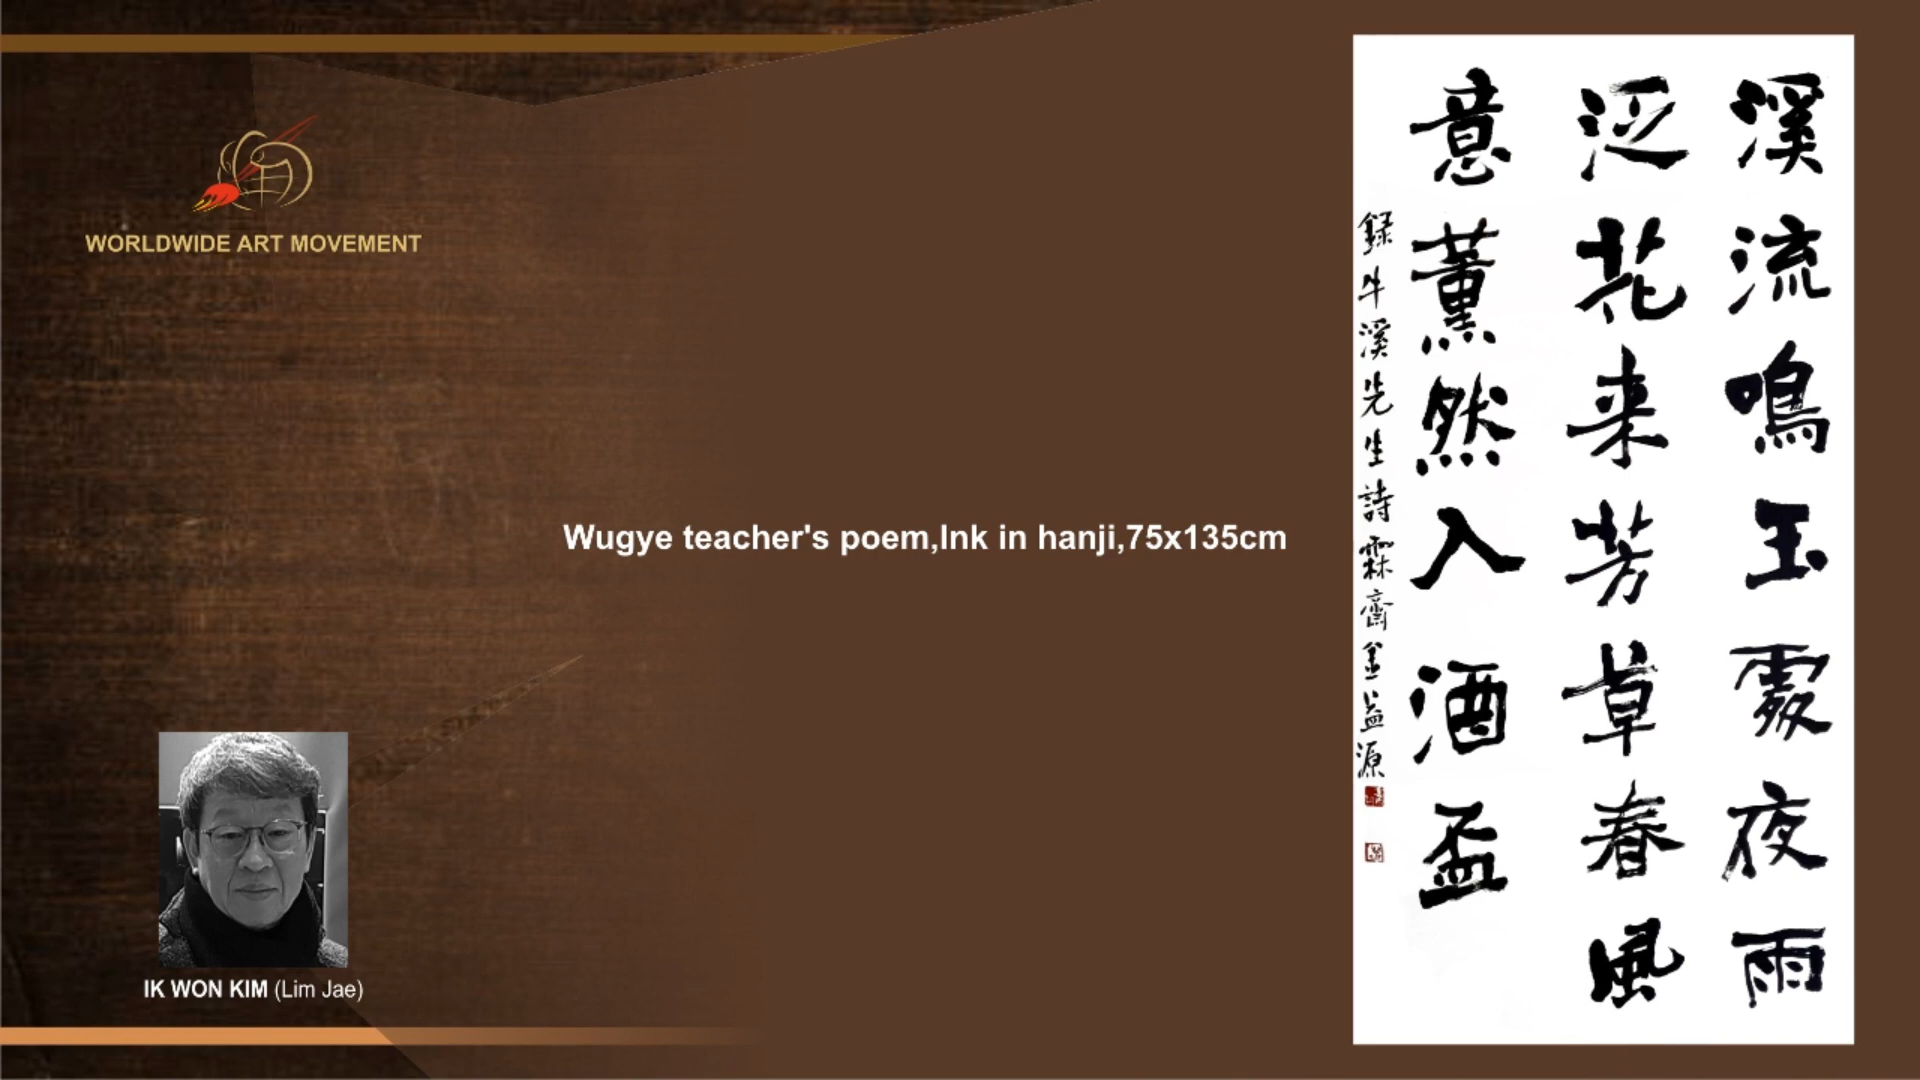 WORLDWIDE ART MOVEMENT
Wugye teacher's poem,Ink in hanji,75x135cm
IK WON KIM (Lim Jae)
溪流鳴玉處夜雨
泛花来芳草春風
意薰然入酒盃
録牛溪先生詩霖齋金益源